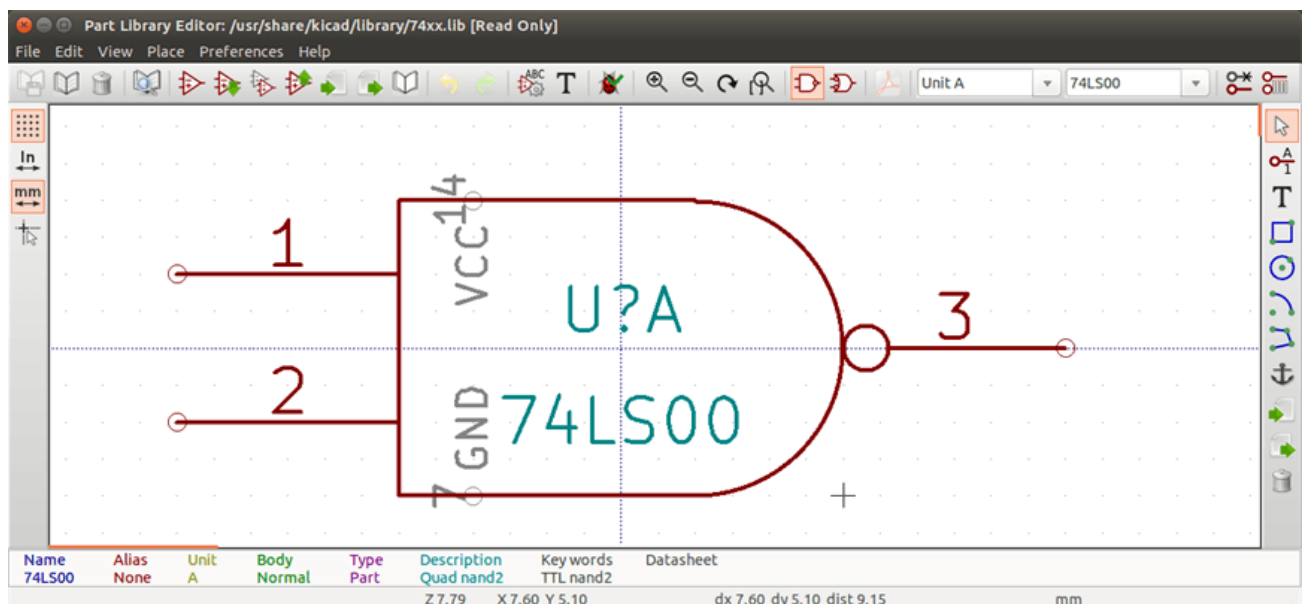 Part Library Editor: /usr/share/kicad/library/74xx.lib [Read Only]
File Edit View Place Preferences Help
ABC T Unit A 74LS00
In
mm
A
1
T
14
VCC
1
U?A
3
2
GND
74LS00
7
Name Alias Unit Body Type Description Key words Datasheet
74LS00 None A Normal Part Quad nand2 TTL nand2
Z 7.79 X 7.60 Y 5.10 dx 7.60 dy 5.10 dist 9.15 mm